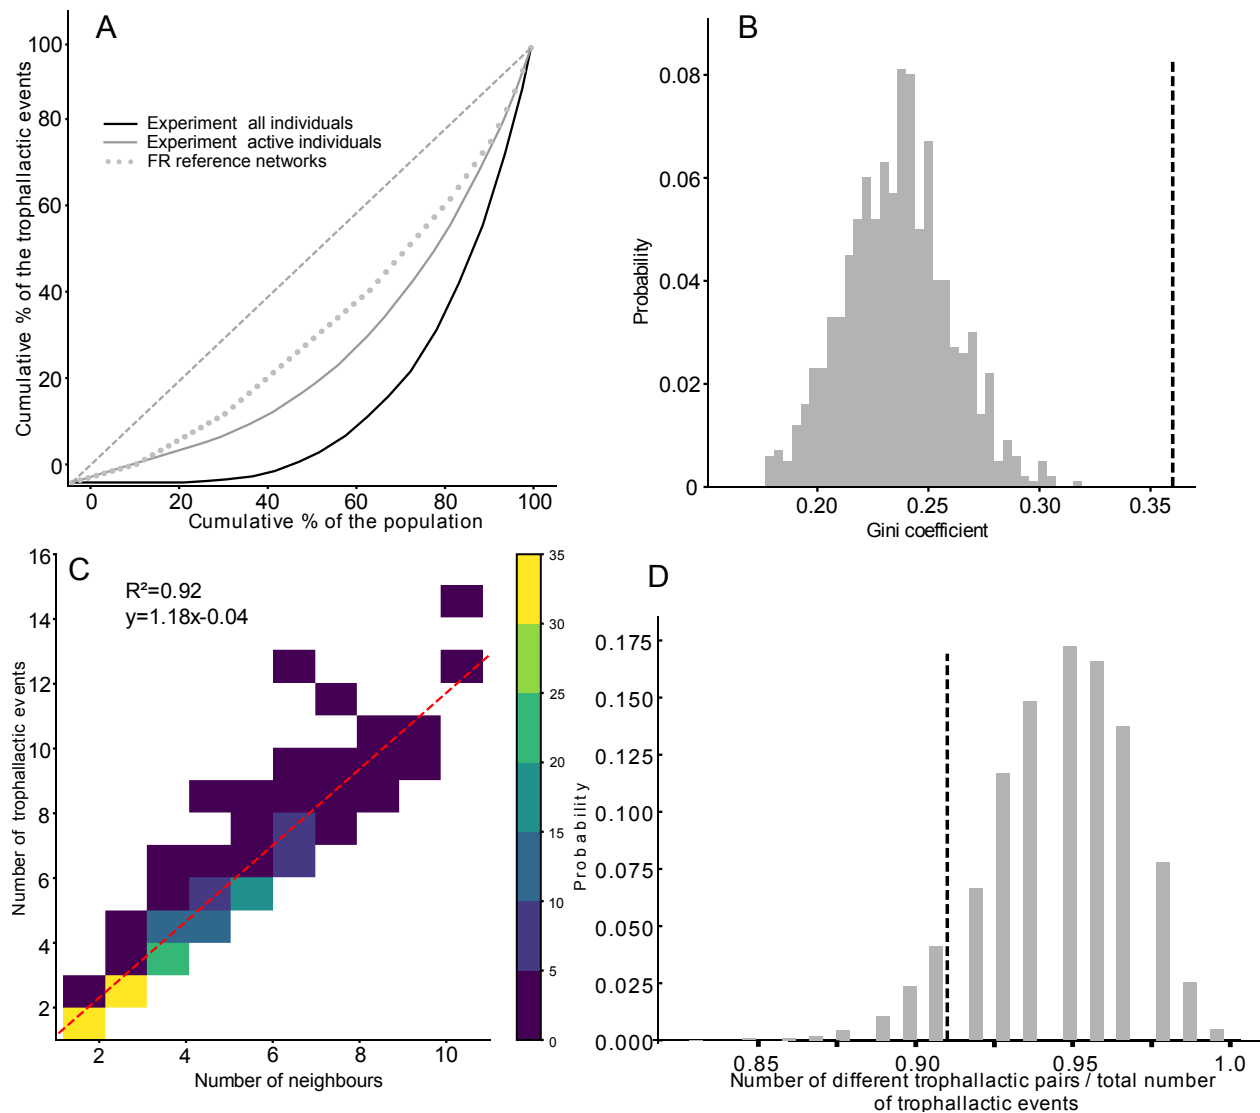 A
Cumulative % of the trophallactic events
100
80
60
40
20
0
Experiment all individuals
Experiment active individuals
FR reference networks
0 20 40 60 80 100
Cumulative % of the population
B
Probability
0.08
0.06
0.04
0.02
0
0.20 0.25 0.30 0.35
Gini coefficient
C
R²=0.92
y=1.18x-0.04
Number of trophallactic events
16
14
12
10
8
6
4
2
2 4 6 8 10
Number of neighbours
35
30
25
20
15
10
5
0
Probability
D
0.175
0.150
0.125
0.100
0.075
0.050
0.025
0.000
0.85 0.90 0.95 1.0
Number of different trophallactic pairs / total number
of trophallactic events